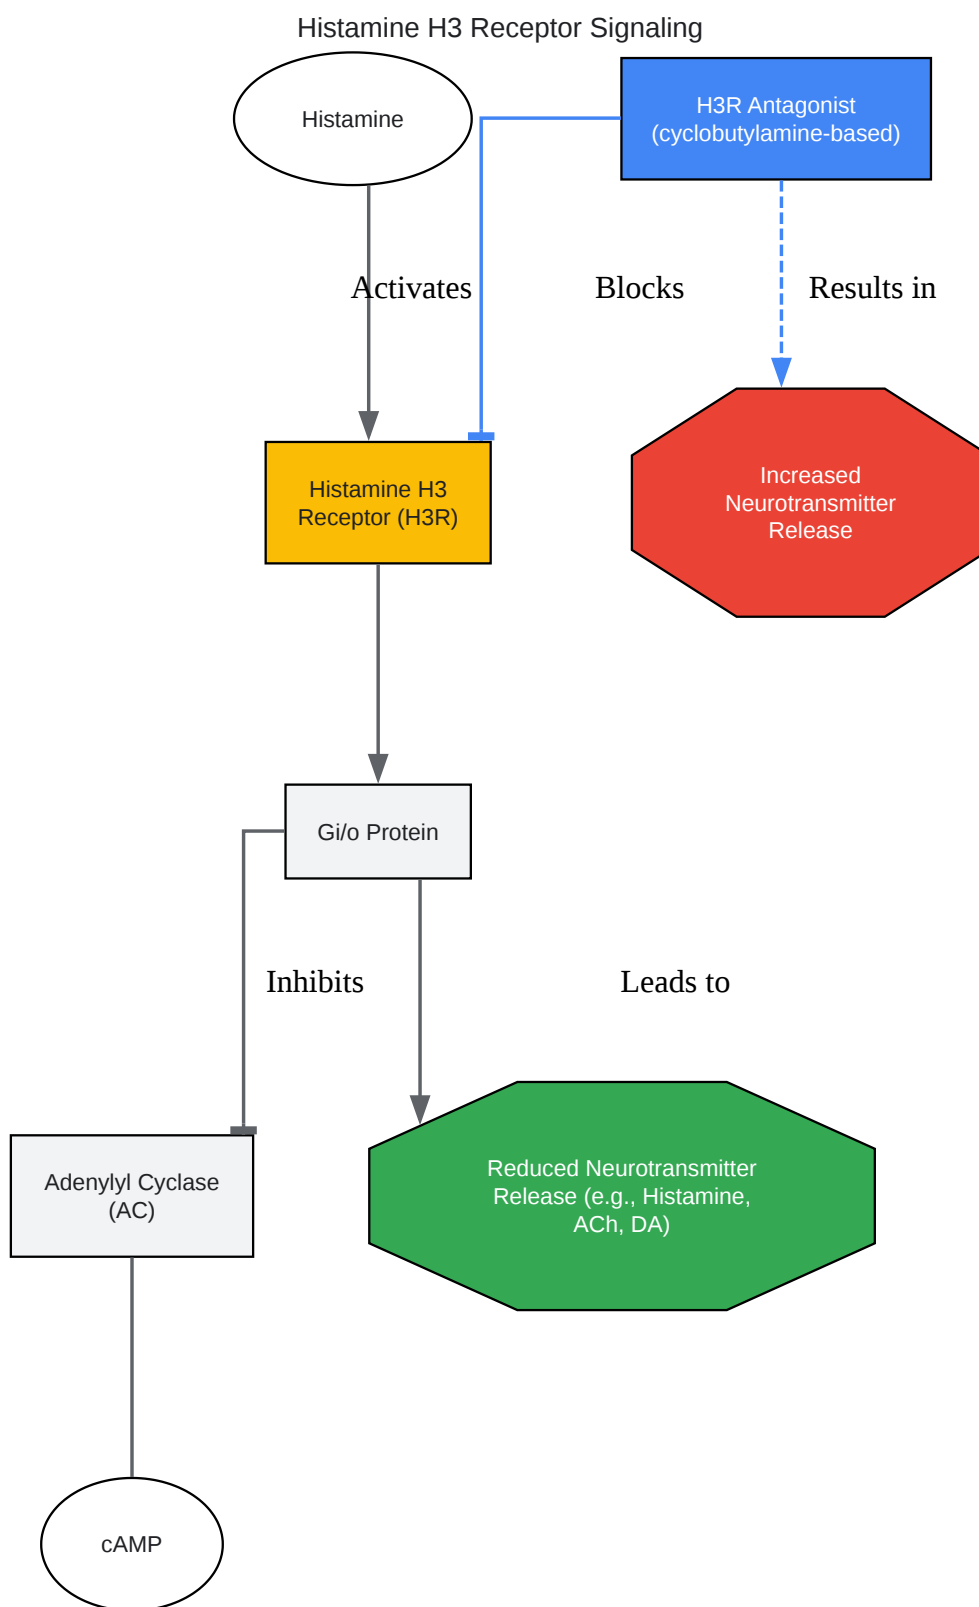 Histamine H3 Receptor Signaling
Histamine
H3R Antagonist
(cyclobutylamine-based)
Activates
Blocks
Results in
Histamine H3
Receptor (H3R)
Increased
Neurotransmitter
Release
Gi/o Protein
Inhibits
Leads to
Adenylyl Cyclase
(AC)
Reduced Neurotransmitter
Release (e.g., Histamine,
ACh, DA)
cAMP